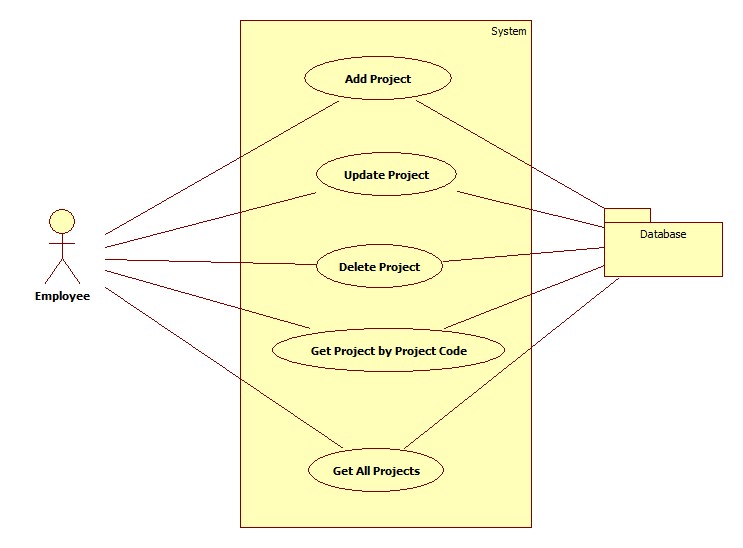 System
Add Project
Update Project
Database
Delete Project
Employee
Get Project by Project Code
Get All Projects